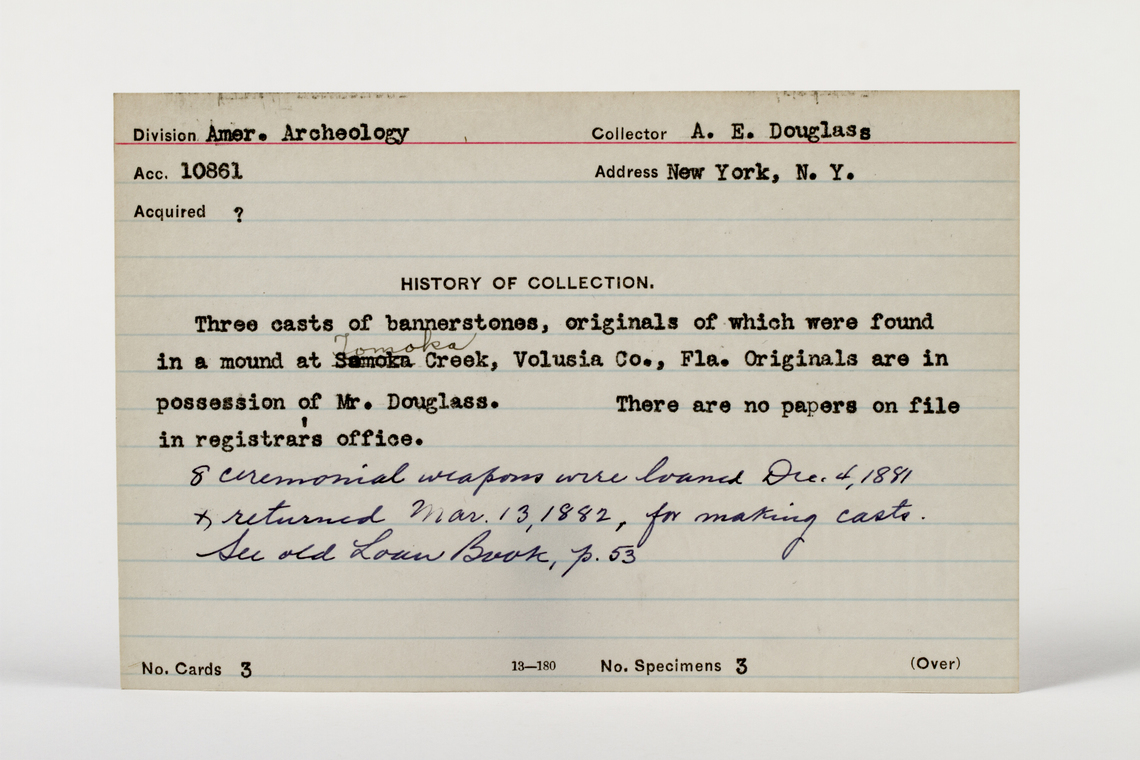 Division Amer. Archeology Collector A. E. Douglass
Acc. 10861 Address New York, N. Y.
Acquired ?
HISTORY OF COLLECTION.
Three casts of bannerstones, originals of which were found
Tomoka
in a mound at Samoka Creek, Volusia Co., Fla. Originals are in
possession of Mr. Douglass. There are no papers on file
in registrar's office.
8 ceremonial weapons were loaned Dec. 4, 1881
& returned Mar. 13, 1882, for making casts.
See old Loan Book, p. 53
No. Cards 3 13—180 No. Specimens 3 (Over)